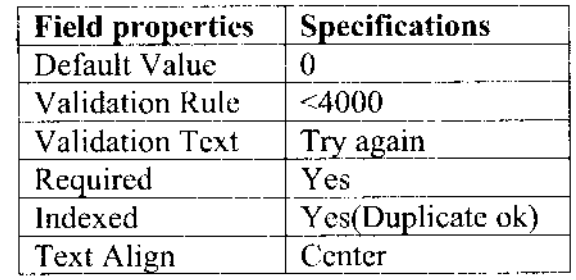 Field properties Specifications
Default Value 0
Validation Rule <4000
Validation Text Try again
Required Yes
Indexed Yes(Duplicate ok)
Text Align Center